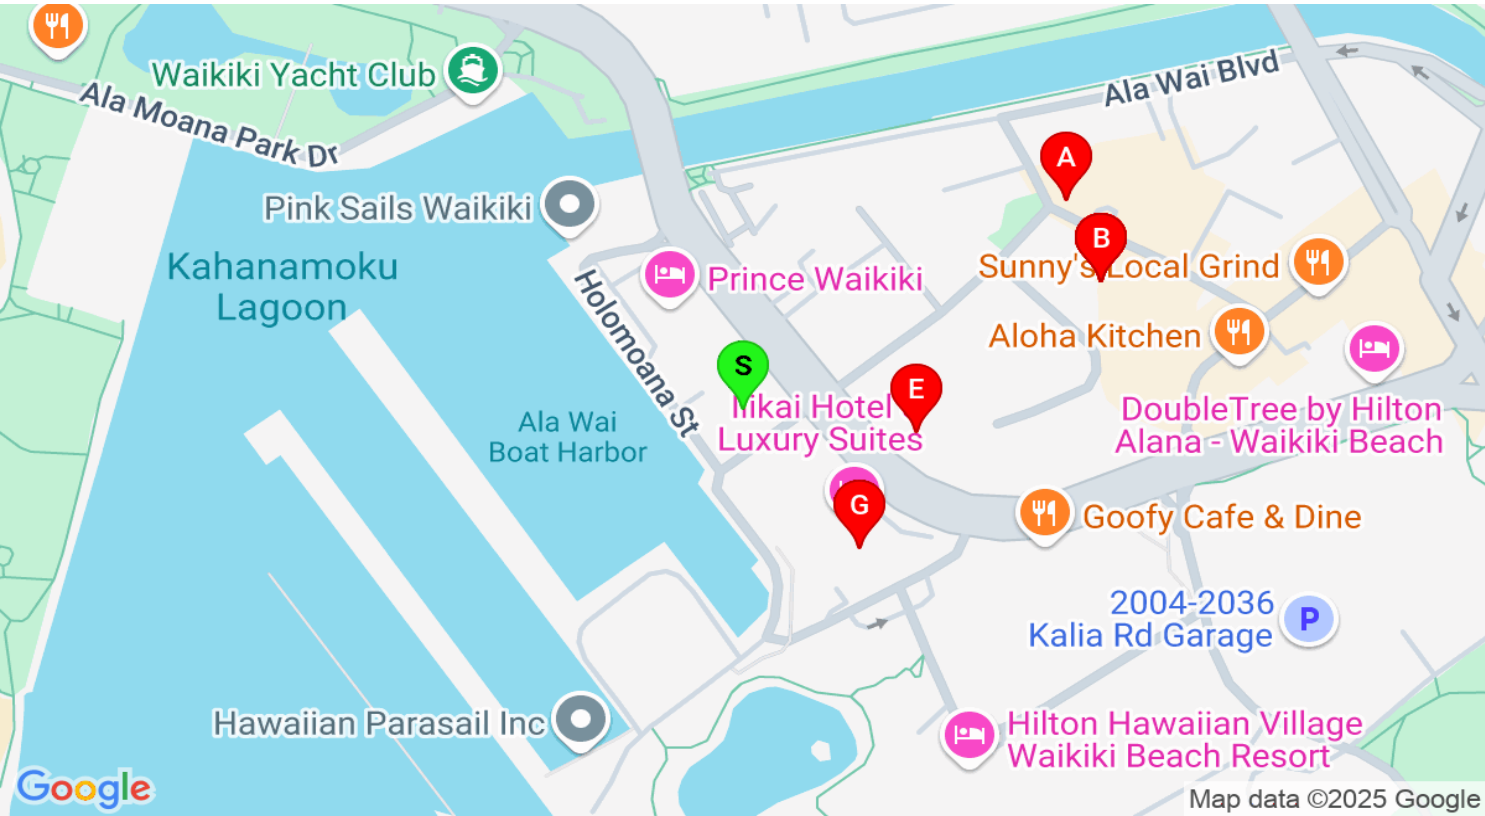 Waikiki Yacht Club
Ala Wai Blvd
Ala Moana Park Dr
A
Pink Sails Waikiki
B
Kahanamoku
Lagoon
Prince Waikiki
Sunny's Local Grind
Holomoana St
Aloha Kitchen
S
E
Ilikai Hotel
Luxury Suites
Ala Wai
Boat Harbor
DoubleTree by Hilton
Alana - Waikiki Beach
G
Goofy Cafe & Dine
2004-2036
Kalia Rd Garage
P
Hawaiian Parasail Inc
Hilton Hawaiian Village
Waikiki Beach Resort
Google
Map data ©2025 Google